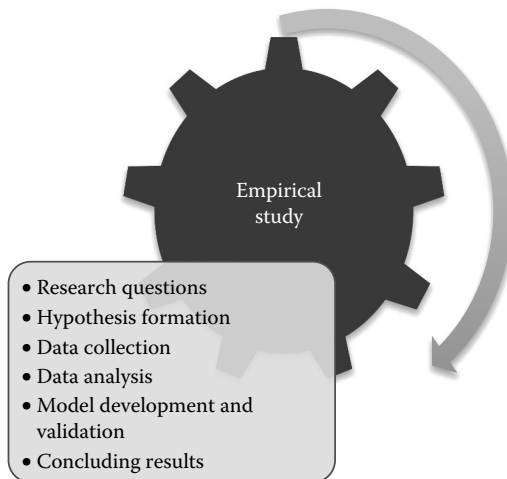 Empirical
study
• Research questions
• Hypothesis formation
• Data collection
• Data analysis
• Model development and
validation
• Concluding results